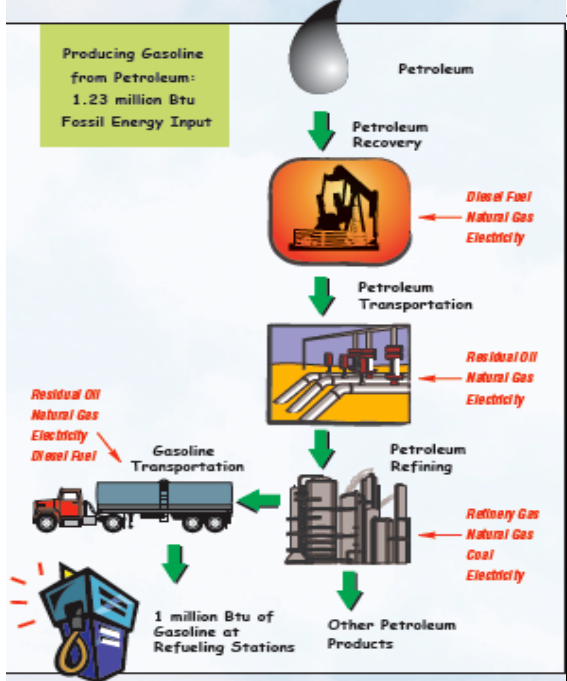 Producing Gasoline
from Petroleum:
1.23 million Btu
Fossil Energy Input
Petroleum
Petroleum
Recovery
Diesel Fuel
Natural Gas
Electricity
Petroleum
Transportation
Residual Oil
Natural Gas
Electricity
Residual Oil
Natural Gas
Electricity
Diesel Fuel
Gasoline
Transportation
Petroleum
Refining
Refinery Gas
Natural Gas
Coal
Electricity
1 million Btu of
Gasoline at
Refueling Stations
Other Petroleum
Products